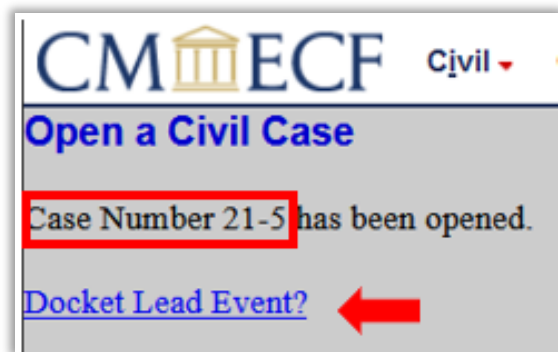 CM ECF Civil
Open a Civil Case
Case Number 21-5 has been opened.
Docket Lead Event?